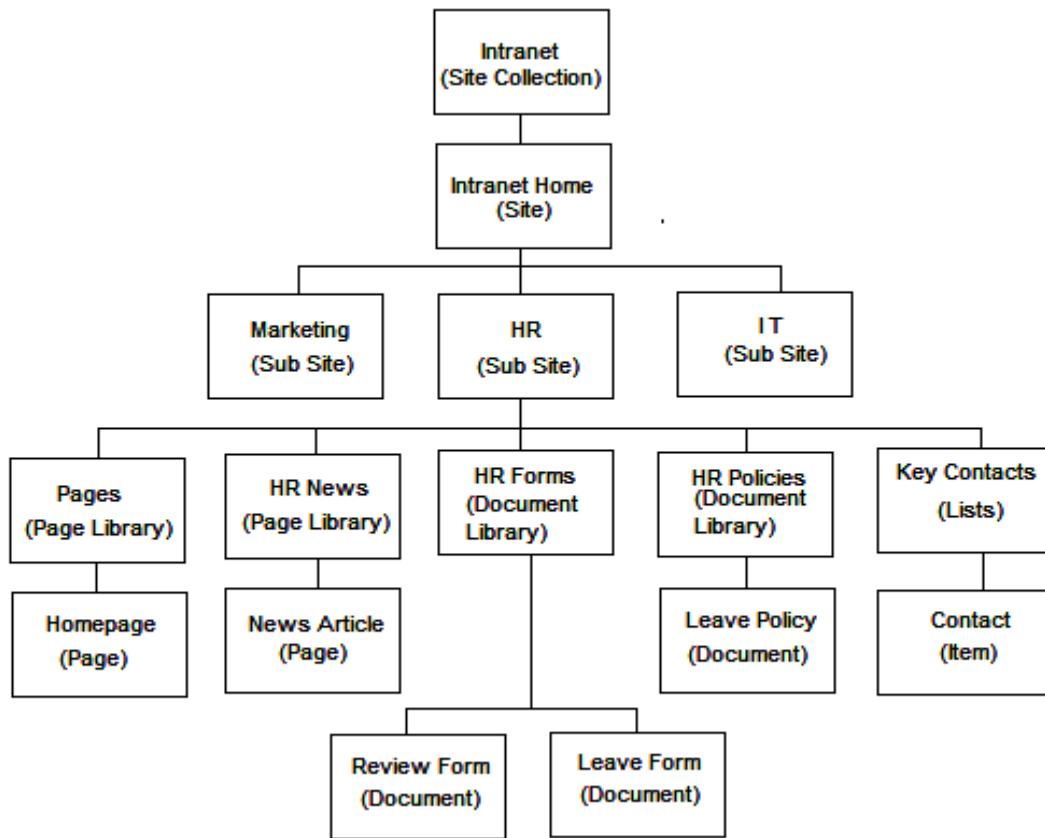 Intranet
(Site Collection)
Intranet Home
(Site)
Marketing
(Sub Site)
HR
(Sub Site)
IT
(Sub Site)
Pages
(Page Library)
HR News
(Page Library)
HR Forms
(Document
Library)
HR Policies
(Document
Library)
Key Contacts
(Lists)
Homepage
(Page)
News Article
(Page)
Leave Policy
(Document)
Contact
(Item)
Review Form
(Document)
Leave Form
(Document)